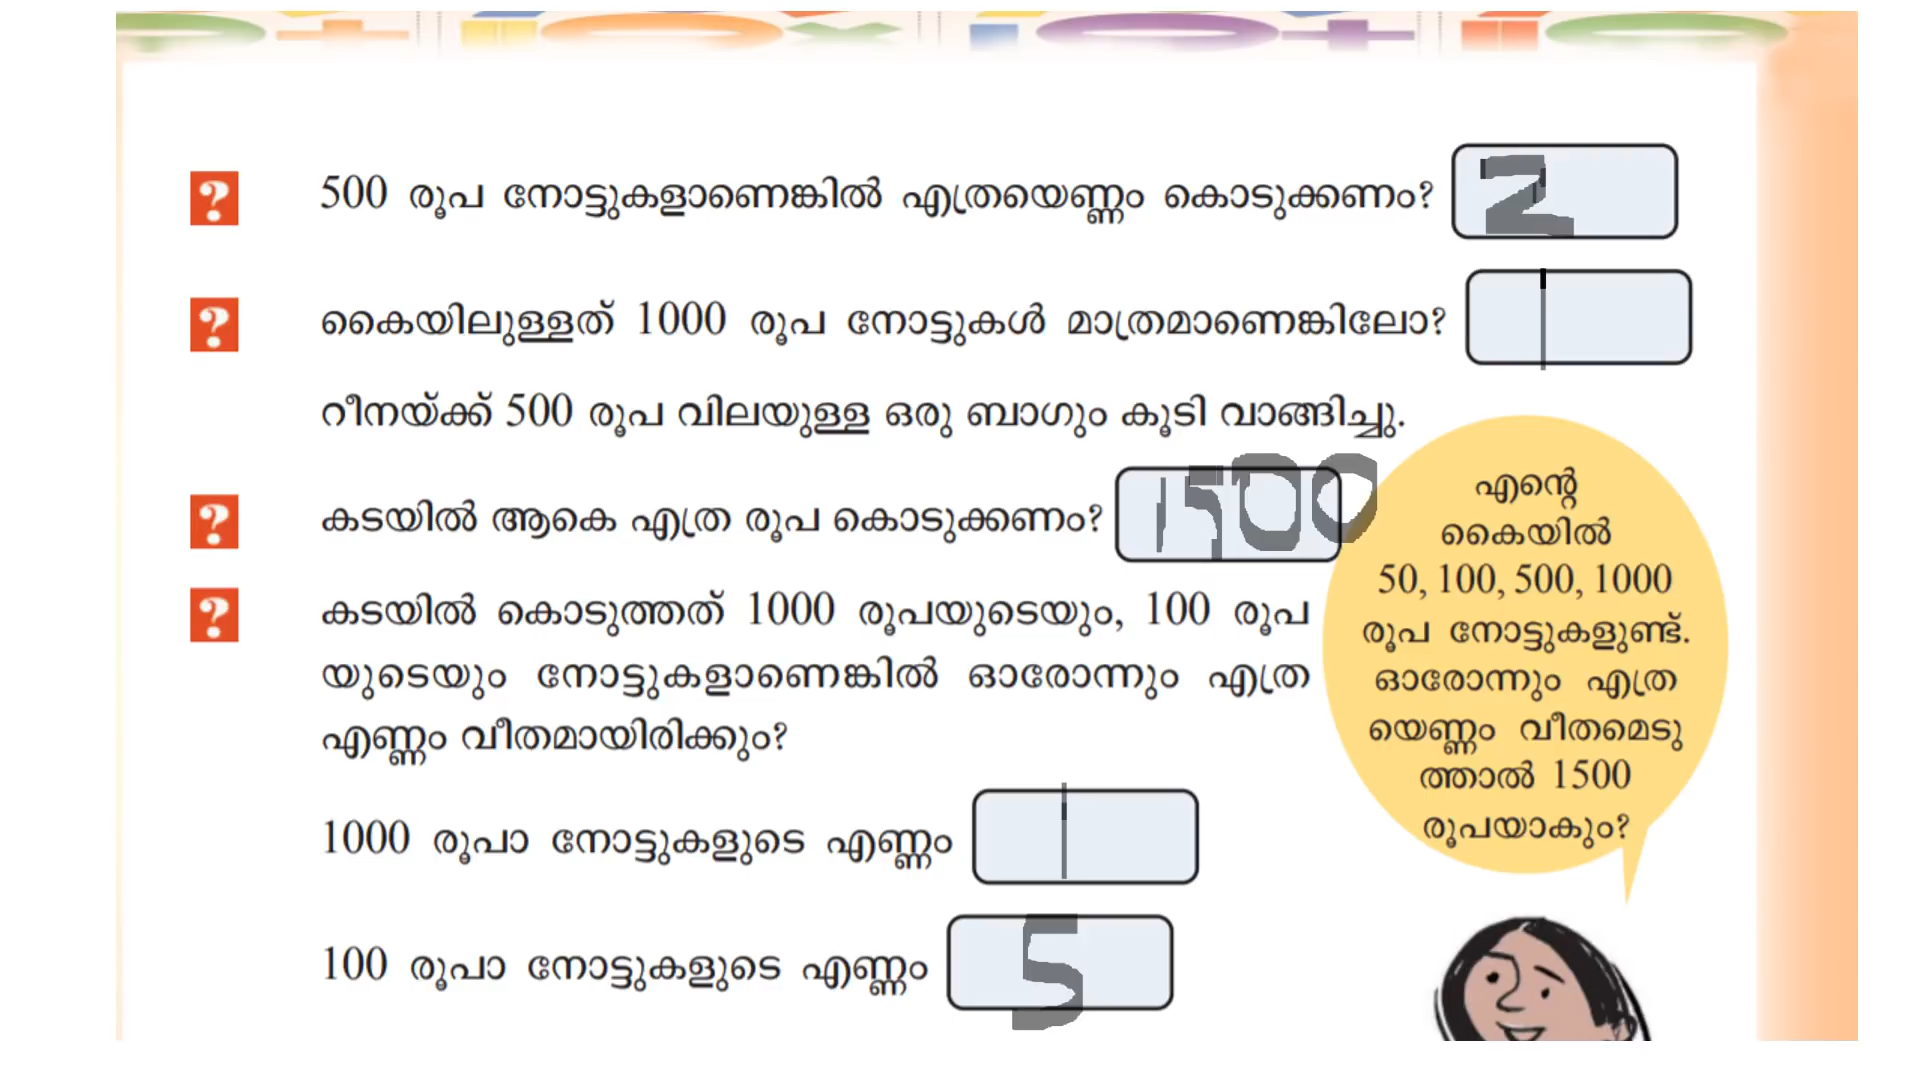 500 രൂപ നോട്ടുകളാണെങ്കിൽ എത്രയെണ്ണം കൊടുക്കണം? 2
കൈയിലുള്ളത് 1000 രൂപ നോട്ടുകൾ മാത്രമാണെങ്കിലോ? 1
റീനയ്ക്ക് 500 രൂപ വിലയുള്ള ഒരു ബാഗും കൂടി വാങ്ങിച്ചു.
കടയിൽ ആകെ എത്ര രൂപ കൊടുക്കണം? 1500
കടയിൽ കൊടുത്തത് 1000 രൂപയുടെയും, 100 രൂപ
യുടെയും നോട്ടുകളാണെങ്കിൽ ഓരോന്നും എത്ര
എണ്ണം വീതമായിരിക്കും?
1000 രൂപാ നോട്ടുകളുടെ എണ്ണം 1
100 രൂപാ നോട്ടുകളുടെ എണ്ണം 5
എന്റെ
കൈയിൽ
50, 100, 500, 1000
രൂപ നോട്ടുകളുണ്ട്.
ഓരോന്നും എത്ര
യെണ്ണം വീതമെടു
ത്താൽ 1500
രൂപയാകും?